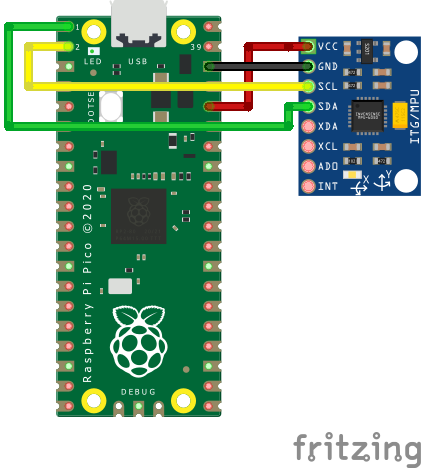 1
2
39
LED
USB
BOOTSEL
Raspberry Pi Pico ©2020
DEBUG
VCC
GND
SCL
SDA
XDA
XCL
ADO
INT
ITG/MPU
X
Y
fritzing